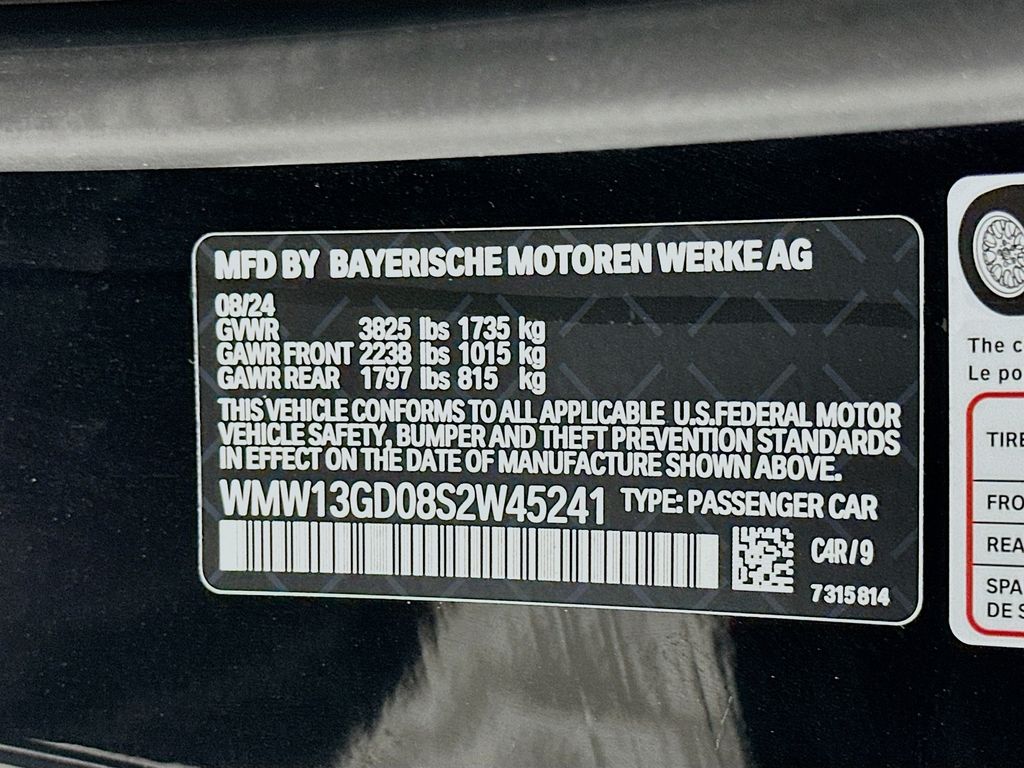 MFD BY BAYERISCHE MOTOREN WERKE AG
08/24
GVWR 3825 lbs 1735 kg
GAWR FRONT 2238 lbs 1015 kg
GAWR REAR 1797 lbs 815 kg
THIS VEHICLE CONFORMS TO ALL APPLICABLE U.S.FEDERAL MOTOR
VEHICLE SAFETY, BUMPER AND THEFT PREVENTION STANDARDS
IN EFFECT ON THE DATE OF MANUFACTURE SHOWN ABOVE.
WMW13GD08S2W45241 TYPE: PASSENGER CAR
CAR/9
7315814
The c
Le po
TIRE
FRO
REA
SPA
DE S